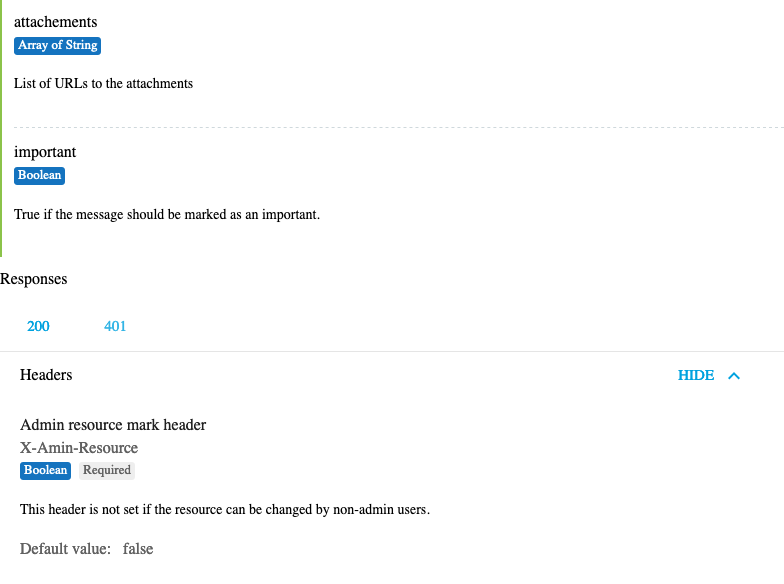 attachements
Array of String
List of URLs to the attachments
important
Boolean
True if the message should be marked as an important.
Responses
200 401
Headers HIDE
Admin resource mark header
X-Amin-Resource
Boolean Required
This header is not set if the resource can be changed by non-admin users.
Default value: false